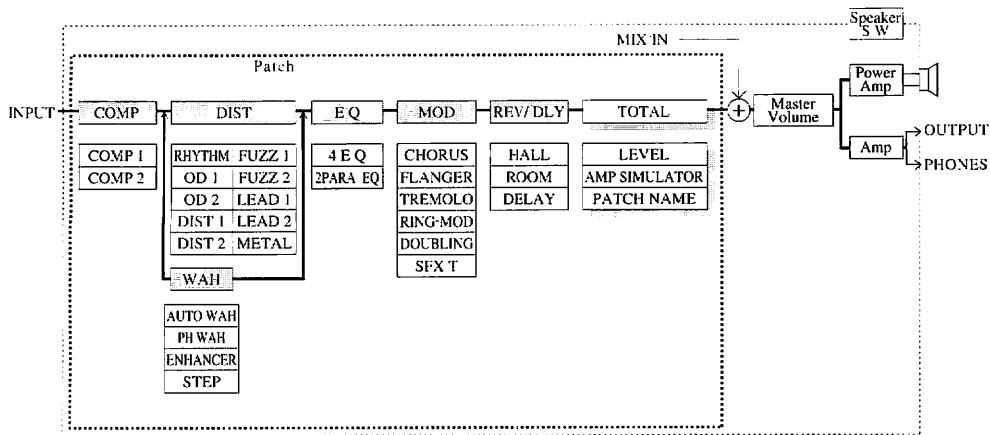 Speaker
S W
MIX IN
Patch
Power
Amp
INPUT
COMP
DIST
E Q
MOD
REV/DLY
TOTAL
Master
Volume
OUTPUT
Amp
PHONES
COMP 1
COMP 2
RHYTHM FUZZ 1
OD 1 FUZZ 2
OD 2 LEAD 1
DIST 1 LEAD 2
DIST 2 METAL
4 E Q
2PARA EQ
CHORUS
FLANGER
TREMOLO
RING-MOD
DOUBLING
SFX T
HALL
ROOM
DELAY
LEVEL
AMP SIMULATOR
PATCH NAME
WAH
AUTO WAH
PH WAH
ENHANCER
STEP